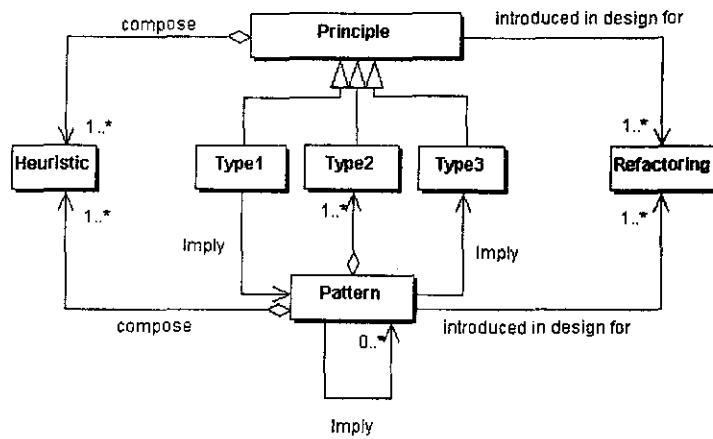 compose
Principle
introduced in design for
1..*
1..*
Heuristic
Type1
Type2
Type3
Refactoring
1..*
1..*
1..*
Imply
Imply
Pattern
compose
introduced in design for
0..*
Imply